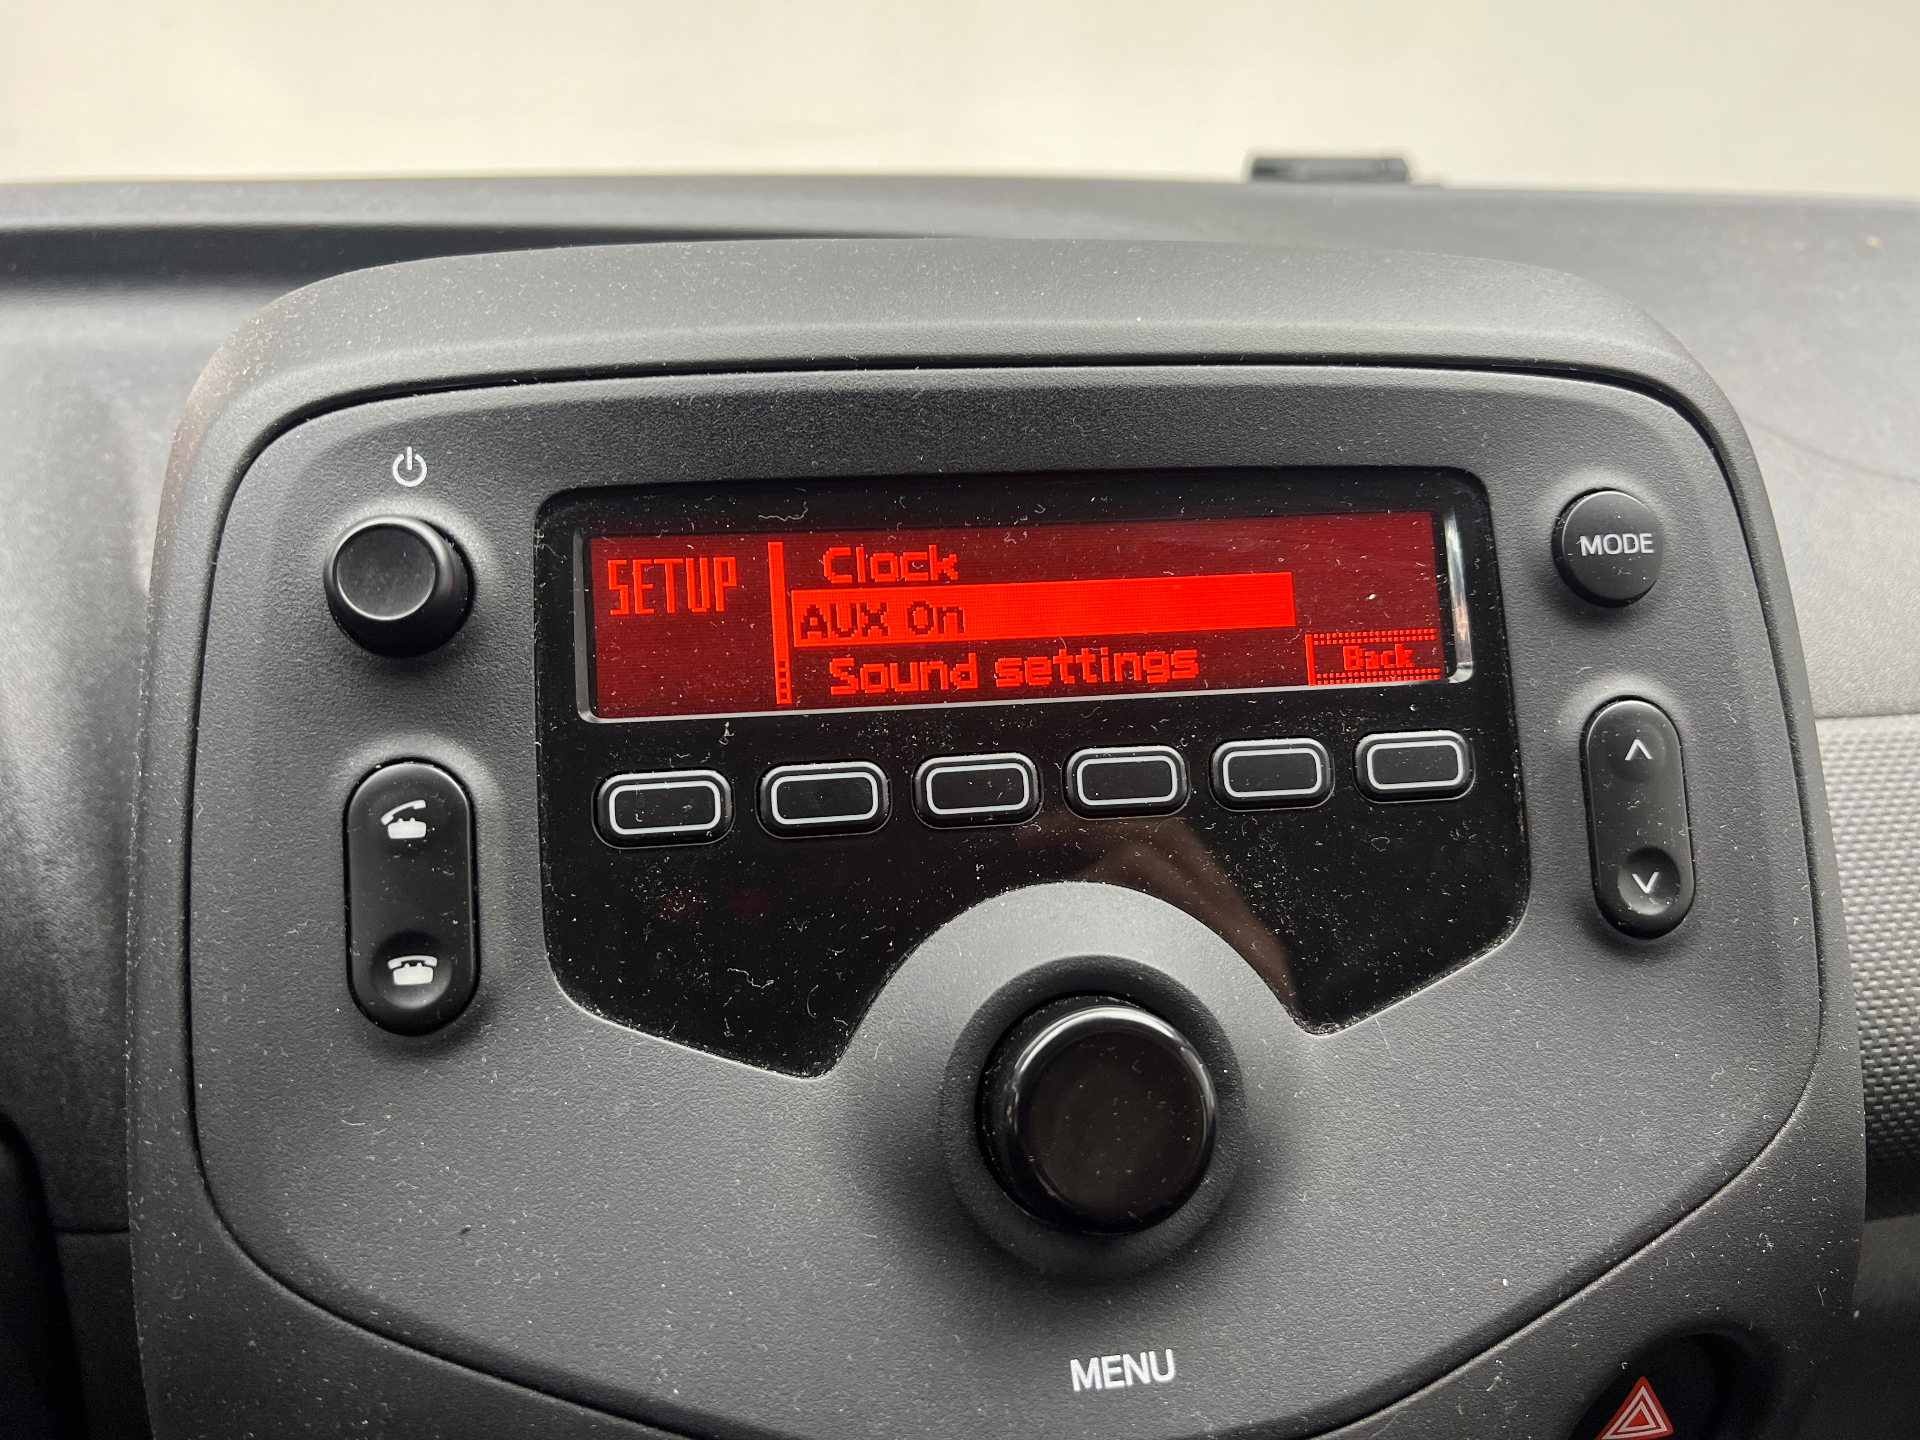 SETUP
Clock
AUX On
Sound settings
Back
MODE
MENU